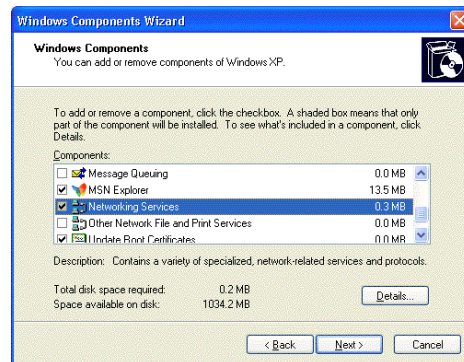 Windows Components Wizard
Windows Components
You can add or remove components of Windows XP.
To add or remove a component, click the checkbox. A shaded box means that only
part of the component will be installed. To see what's included in a component, click
Details.
Components:
Message Queuing 0.0 MB
MSN Explorer 13.5 MB
Networking Services 0.3 MB
Other Network File and Print Services 0.0 MB
Update Root Certificates 0.0 MB
Description: Contains a variety of specialized, network-related services and protocols.
Total disk space required: 0.2 MB
Space available on disk: 1034.2 MB
Details...
< Back Next > Cancel